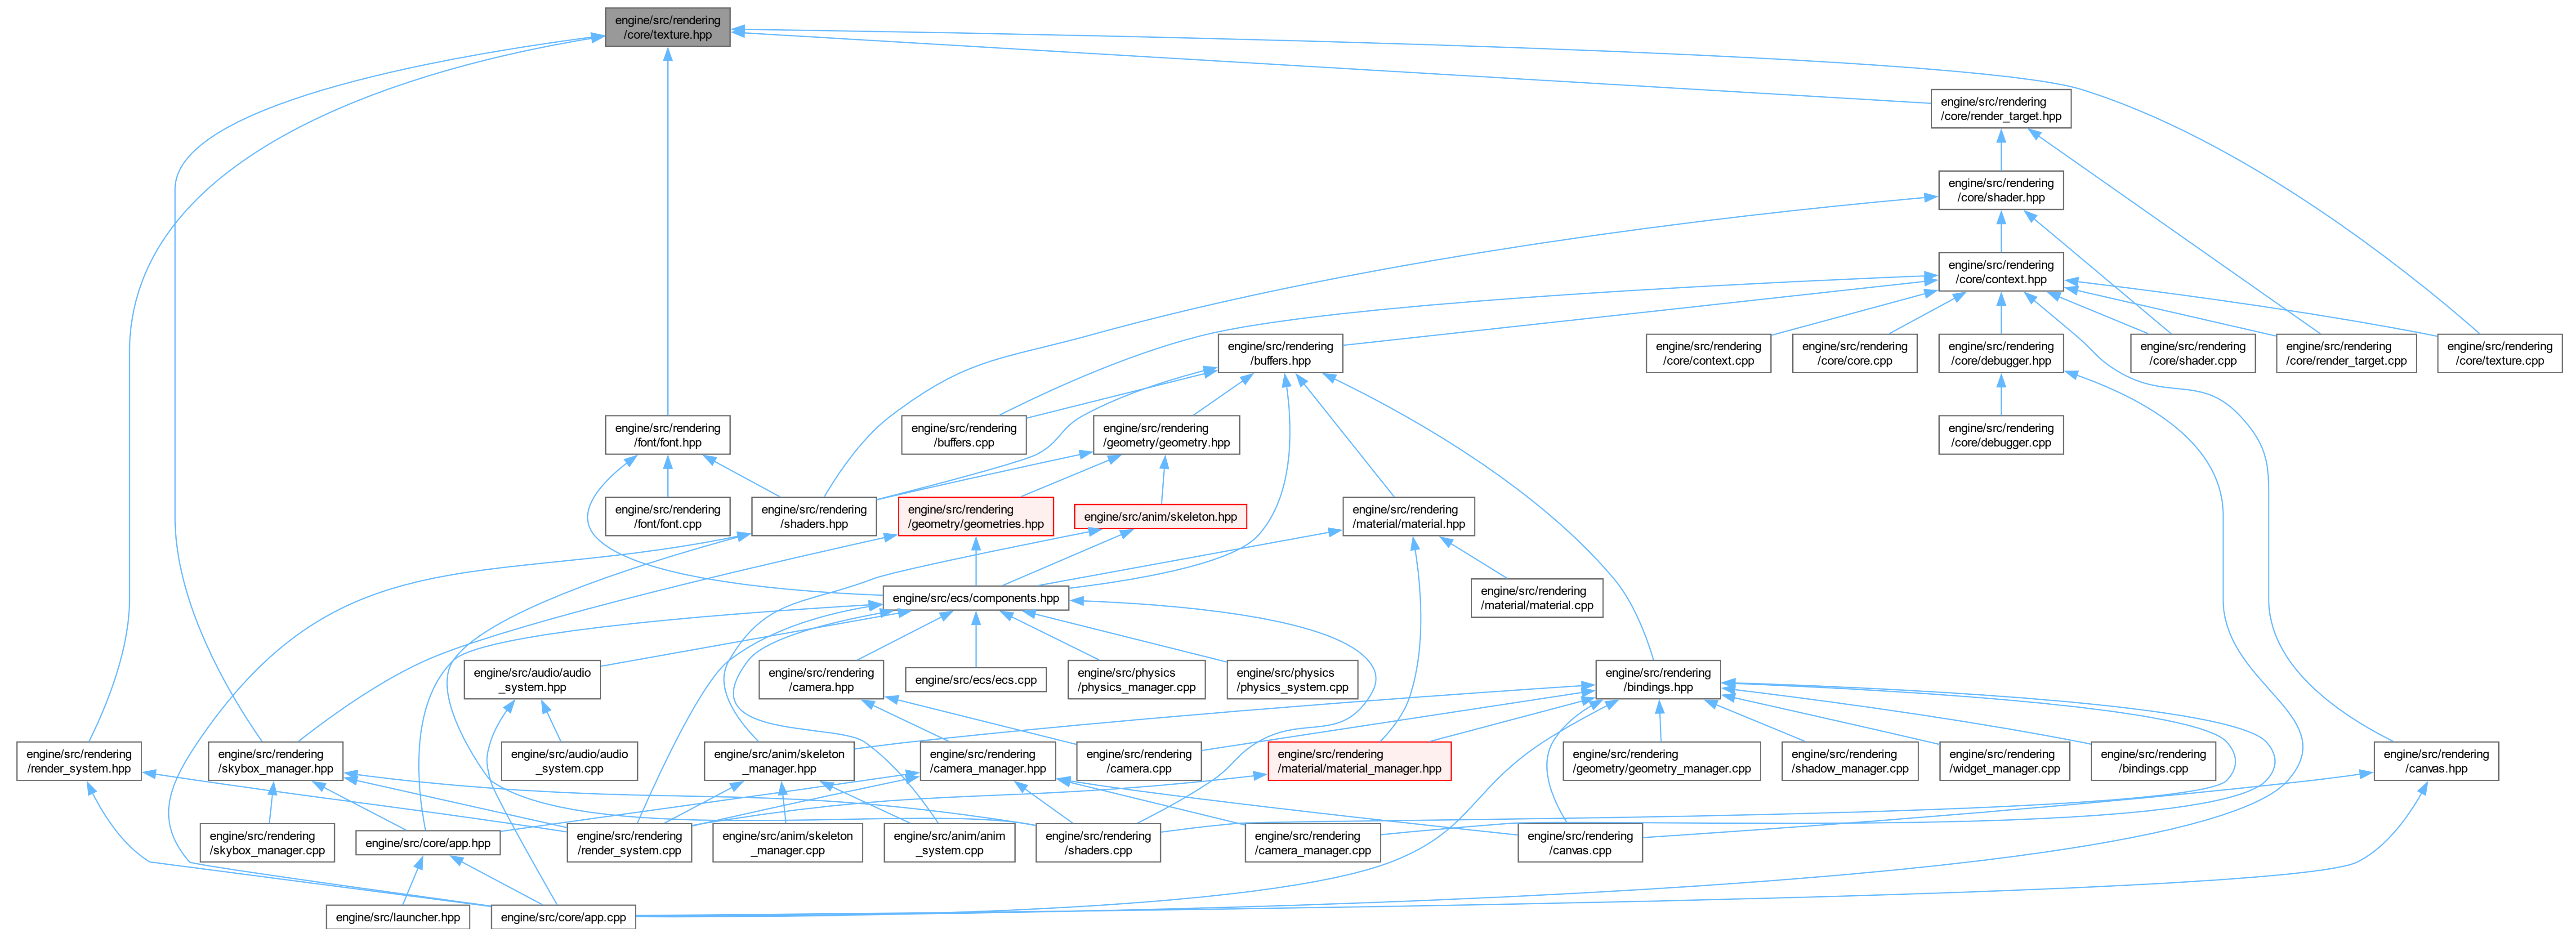 engine/src/rendering
/core/texture.hpp
engine/src/rendering
/core/render_target.hpp
engine/src/rendering
/core/shader.hpp
engine/src/rendering
/core/context.hpp
engine/src/rendering
/buffers.hpp
engine/src/rendering
/core/context.cpp
engine/src/rendering
/core/core.cpp
engine/src/rendering
/core/debugger.hpp
engine/src/rendering
/core/shader.cpp
engine/src/rendering
/core/render_target.cpp
engine/src/rendering
/core/texture.cpp
engine/src/rendering
/font/font.hpp
engine/src/rendering
/buffers.cpp
engine/src/rendering
/geometry/geometry.hpp
engine/src/rendering
/core/debugger.cpp
engine/src/rendering
/font/font.cpp
engine/src/rendering
/shaders.hpp
engine/src/rendering
/geometry/geometries.hpp
engine/src/anim/skeleton.hpp
engine/src/rendering
/material/material.hpp
engine/src/ecs/components.hpp
engine/src/rendering
/material/material.cpp
engine/src/audio/audio
_system.hpp
engine/src/rendering
/camera.hpp
engine/src/ecs/ecs.cpp
engine/src/physics
/physics_manager.cpp
engine/src/physics
/physics_system.cpp
engine/src/rendering
/bindings.hpp
engine/src/rendering
/render_system.hpp
engine/src/rendering
/skybox_manager.hpp
engine/src/audio/audio
_system.cpp
engine/src/anim/skeleton
_manager.hpp
engine/src/rendering
/camera_manager.hpp
engine/src/rendering
/camera.cpp
engine/src/rendering
/material/material_manager.hpp
engine/src/rendering
/geometry/geometry_manager.cpp
engine/src/rendering
/shadow_manager.cpp
engine/src/rendering
/widget_manager.cpp
engine/src/rendering
/bindings.cpp
engine/src/rendering
/canvas.hpp
engine/src/rendering
/skybox_manager.cpp
engine/src/core/app.hpp
engine/src/rendering
/render_system.cpp
engine/src/anim/skeleton
_manager.cpp
engine/src/anim/anim
_system.cpp
engine/src/rendering
/shaders.cpp
engine/src/rendering
/camera_manager.cpp
engine/src/rendering
/canvas.cpp
engine/src/launcher.hpp
engine/src/core/app.cpp